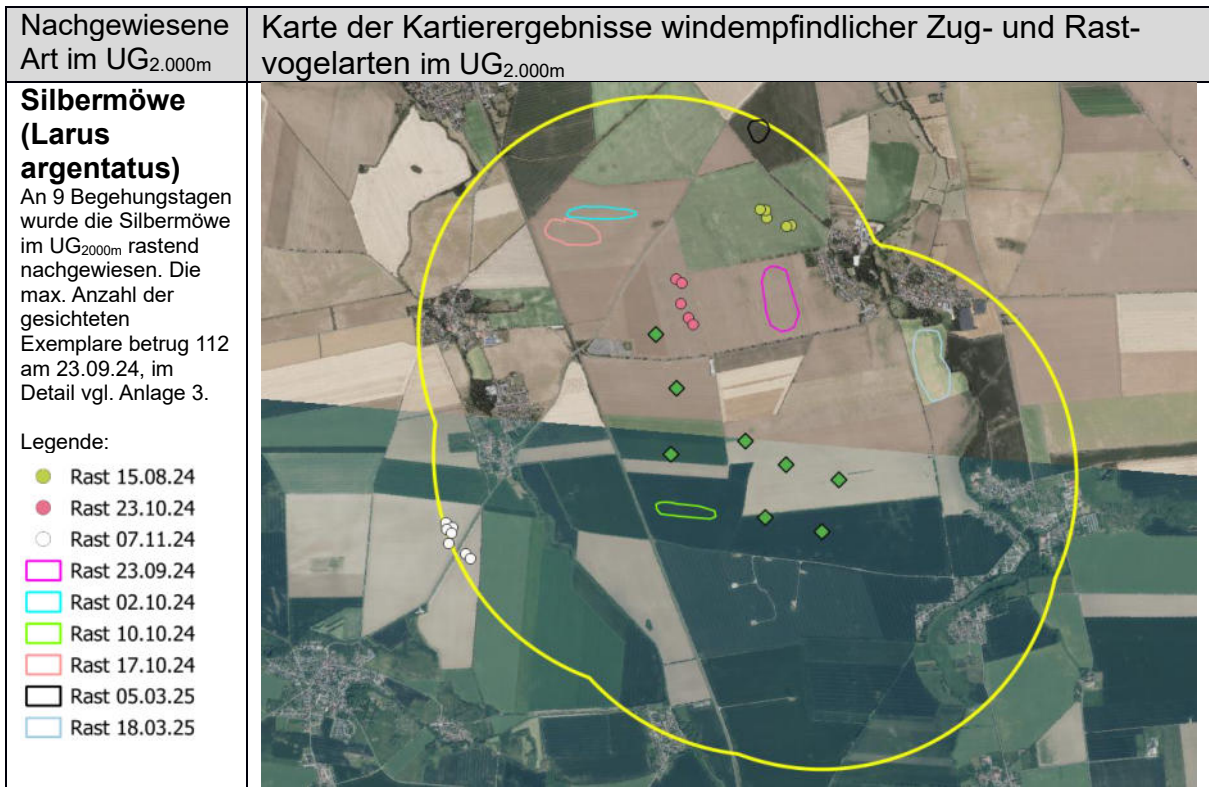 Nachgewiesene
Art im UG2.000m
Karte der Kartierergebnisse windempfindlicher Zug- und Rast-
vogelarten im UG2.000m
Silbermöwe
(Larus
argentatus)
An 9 Begehungstagen
wurde die Silbermöwe
im UG2000m rastend
nachgewiesen. Die
max. Anzahl der
gesichteten
Exemplare betrug 112
am 23.09.24, im
Detail vgl. Anlage 3.
Legende:
Rast 15.08.24
Rast 23.10.24
Rast 07.11.24
Rast 23.09.24
Rast 02.10.24
Rast 10.10.24
Rast 17.10.24
Rast 05.03.25
Rast 18.03.25